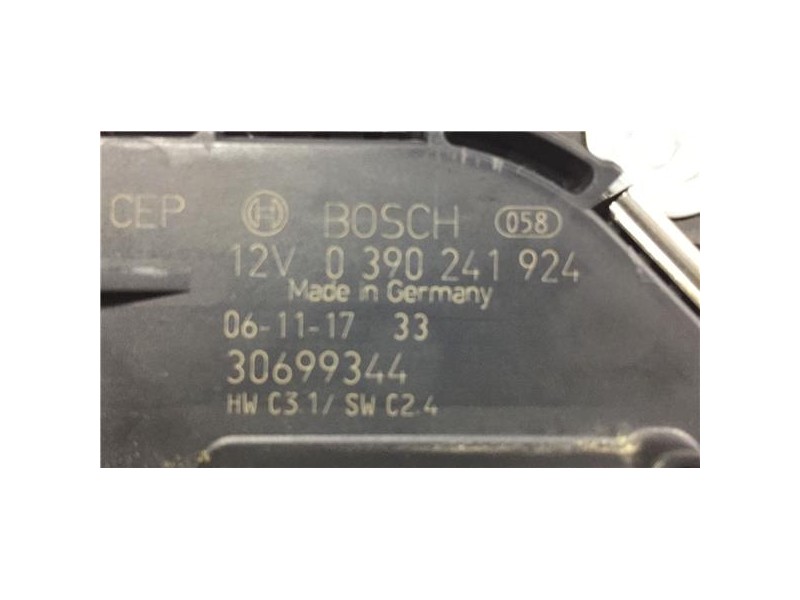 CEP BOSCH 058
12V 0 390 241 924
Made in Germany
06-11-17 33
30699344
HW C3.1/ SW C2.4